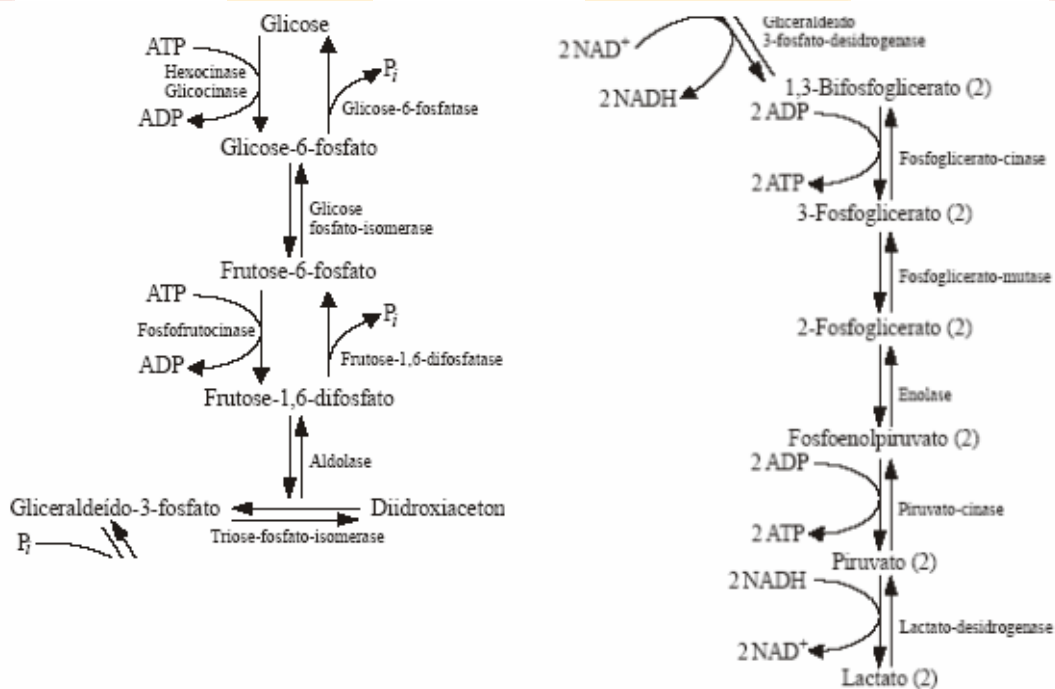 Glicose
ATP
Hexocinase
Glicocinase
ADP
P_i
Glicose-6-fosfatase
Glicose-6-fosfato
Glicose
fosfato-isomerase
Frutose-6-fosfato
ATP
Fosfofrutocinase
ADP
P_i
Frutose-1,6-difosfatase
Frutose-1,6-difosfato
Aldolase
Gliceraldeído-3-fosfato
Diidroxiaceton
Triose-fosfato-isomerase
P_i
Gliceraldeído
3-fosfato-desidrogenase
2 NAD⁺
2 NADH
1,3-Bifosfoglicerato (2)
2 ADP
Fosfoglicerato-cinase
2 ATP
3-Fosfoglicerato (2)
Fosfoglicerato-mutase
2-Fosfoglicerato (2)
Enolase
Fosfoenolpiruvato (2)
2 ADP
Piruvato-cinase
2 ATP
Piruvato (2)
2 NADH
Lactato-desidrogenase
2 NAD⁺
Lactato (2)